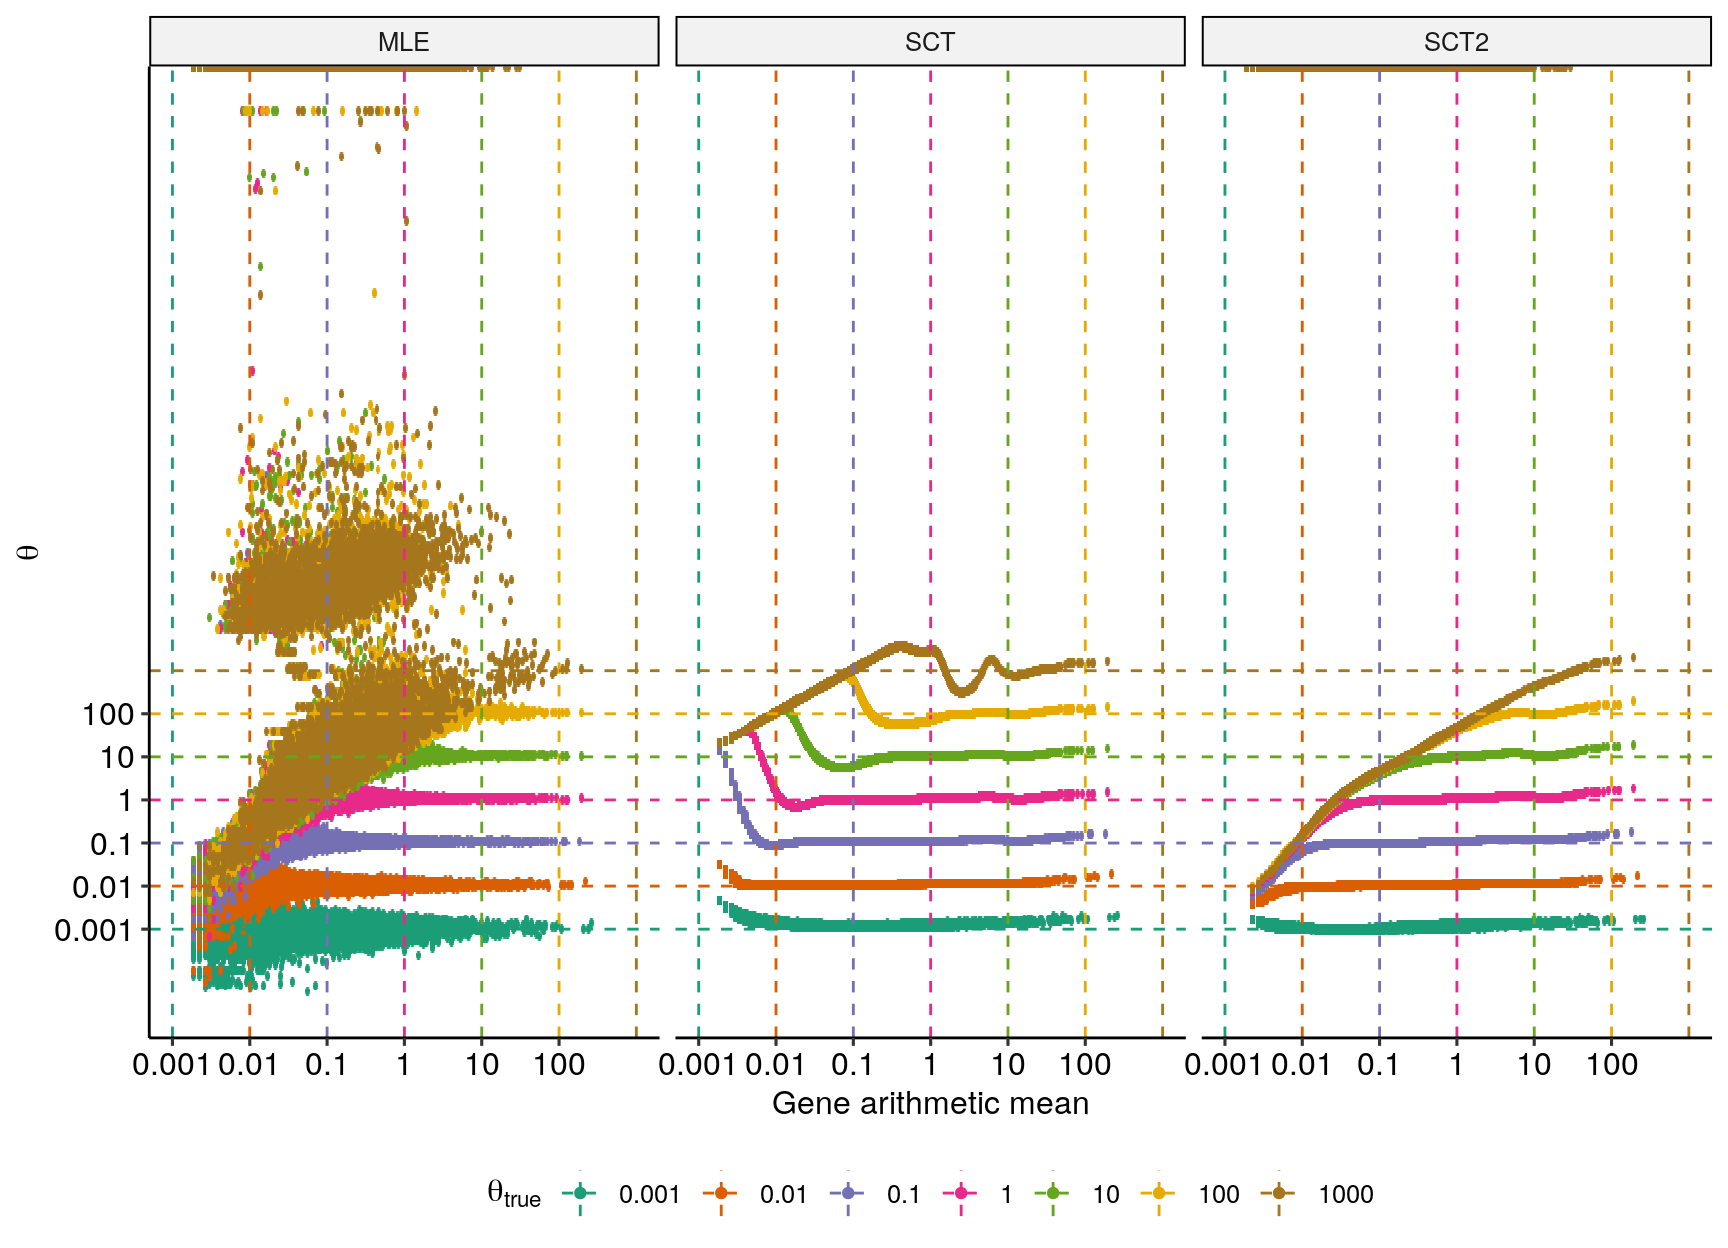 MLE SCT SCT2
θ
100
10
1
0.1
0.01
0.001
0.001 0.01 0.1 1 10 100 0.001 0.01 0.1 1 10 100 0.001 0.01 0.1 1 10 100
Gene arithmetic mean
θtrue 0.001 0.01 0.1 1 10 100 1000